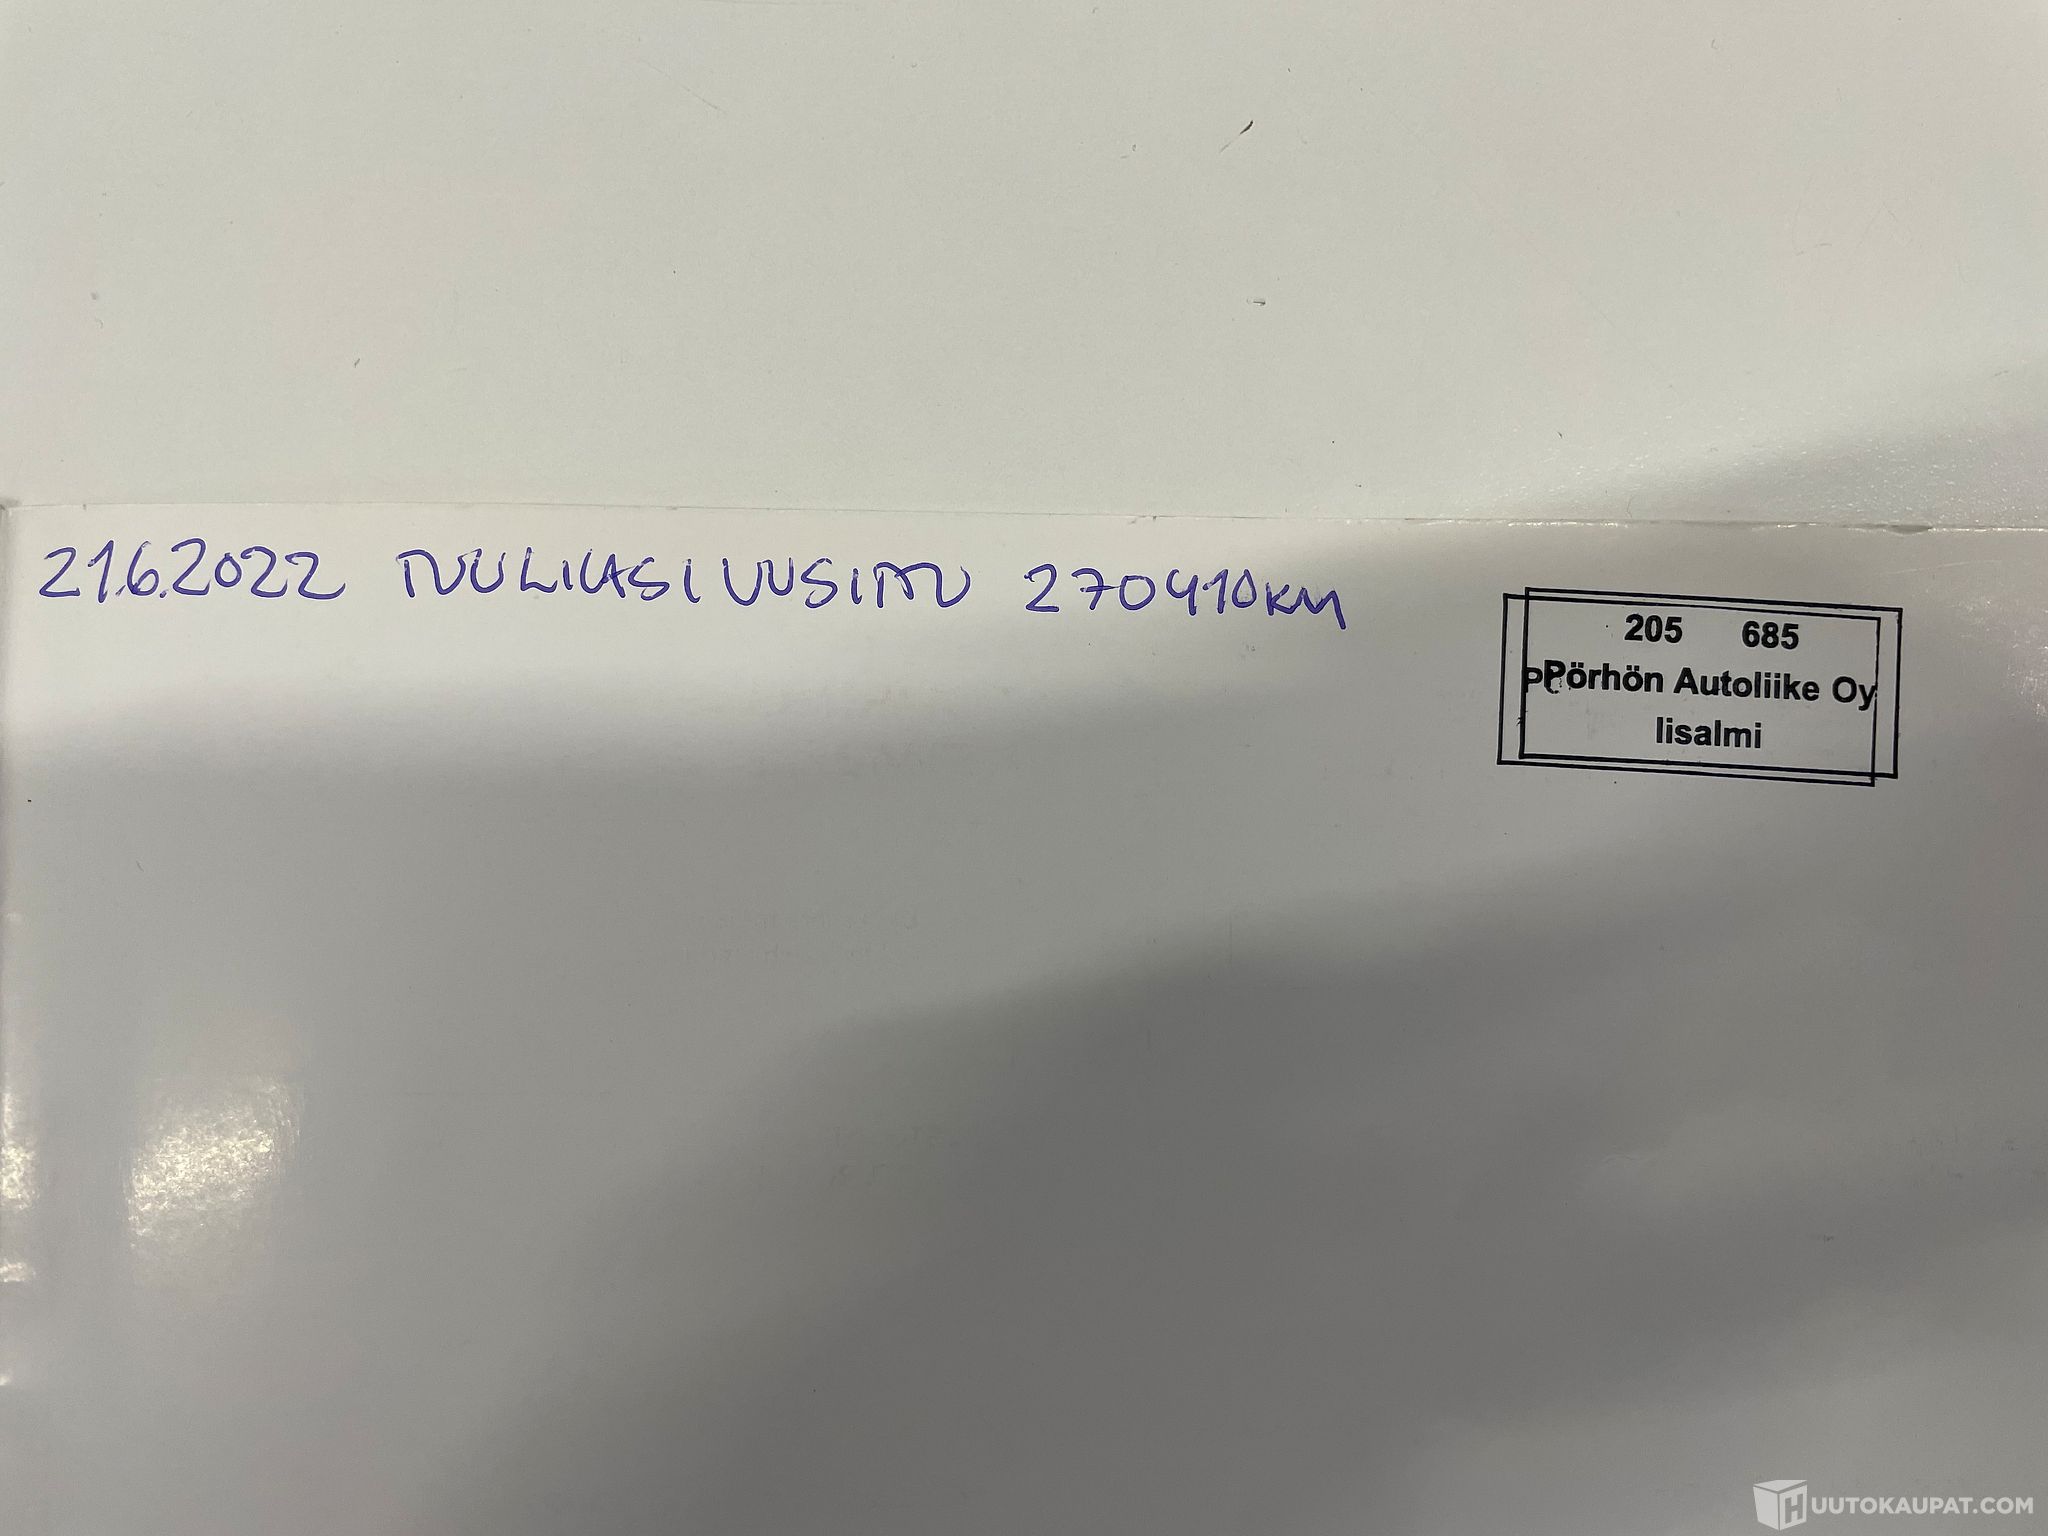 21.6.2022 TUULILASI UUSITTU 270410KM
205 685
Pörhön Autoliike Oy
Iisalmi
HUUTOKAUPAT.COM